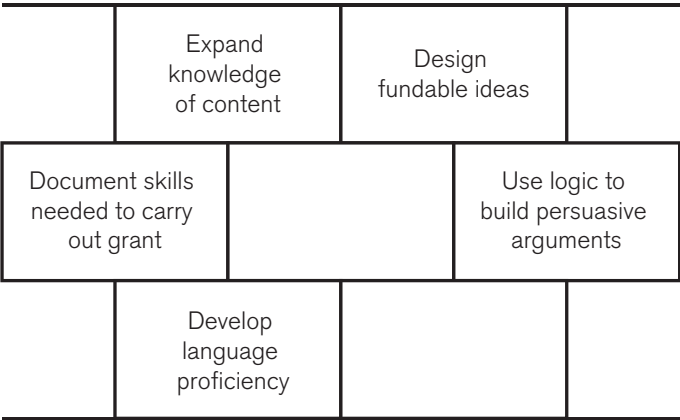 Expand
knowledge
of content
Design
fundable ideas
Document skills
needed to carry
out grant
Use logic to
build persuasive
arguments
Develop
language
proficiency